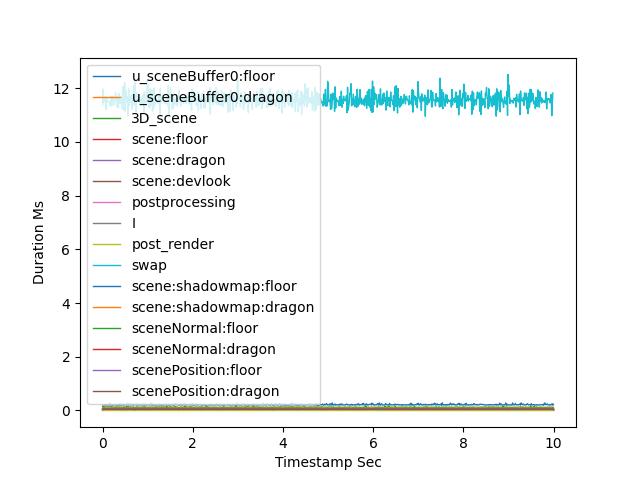 u_sceneBuffer0:floor
u_sceneBuffer0:dragon
3D_scene
scene:floor
scene:dragon
scene:devlook
postprocessing
I
post_render
swap
scene:shadowmap:floor
scene:shadowmap:dragon
sceneNormal:floor
sceneNormal:dragon
scenePosition:floor
scenePosition:dragon
12
10
8
6
4
2
0
Duration Ms
0 2 4 6 8 10
Timestamp Sec